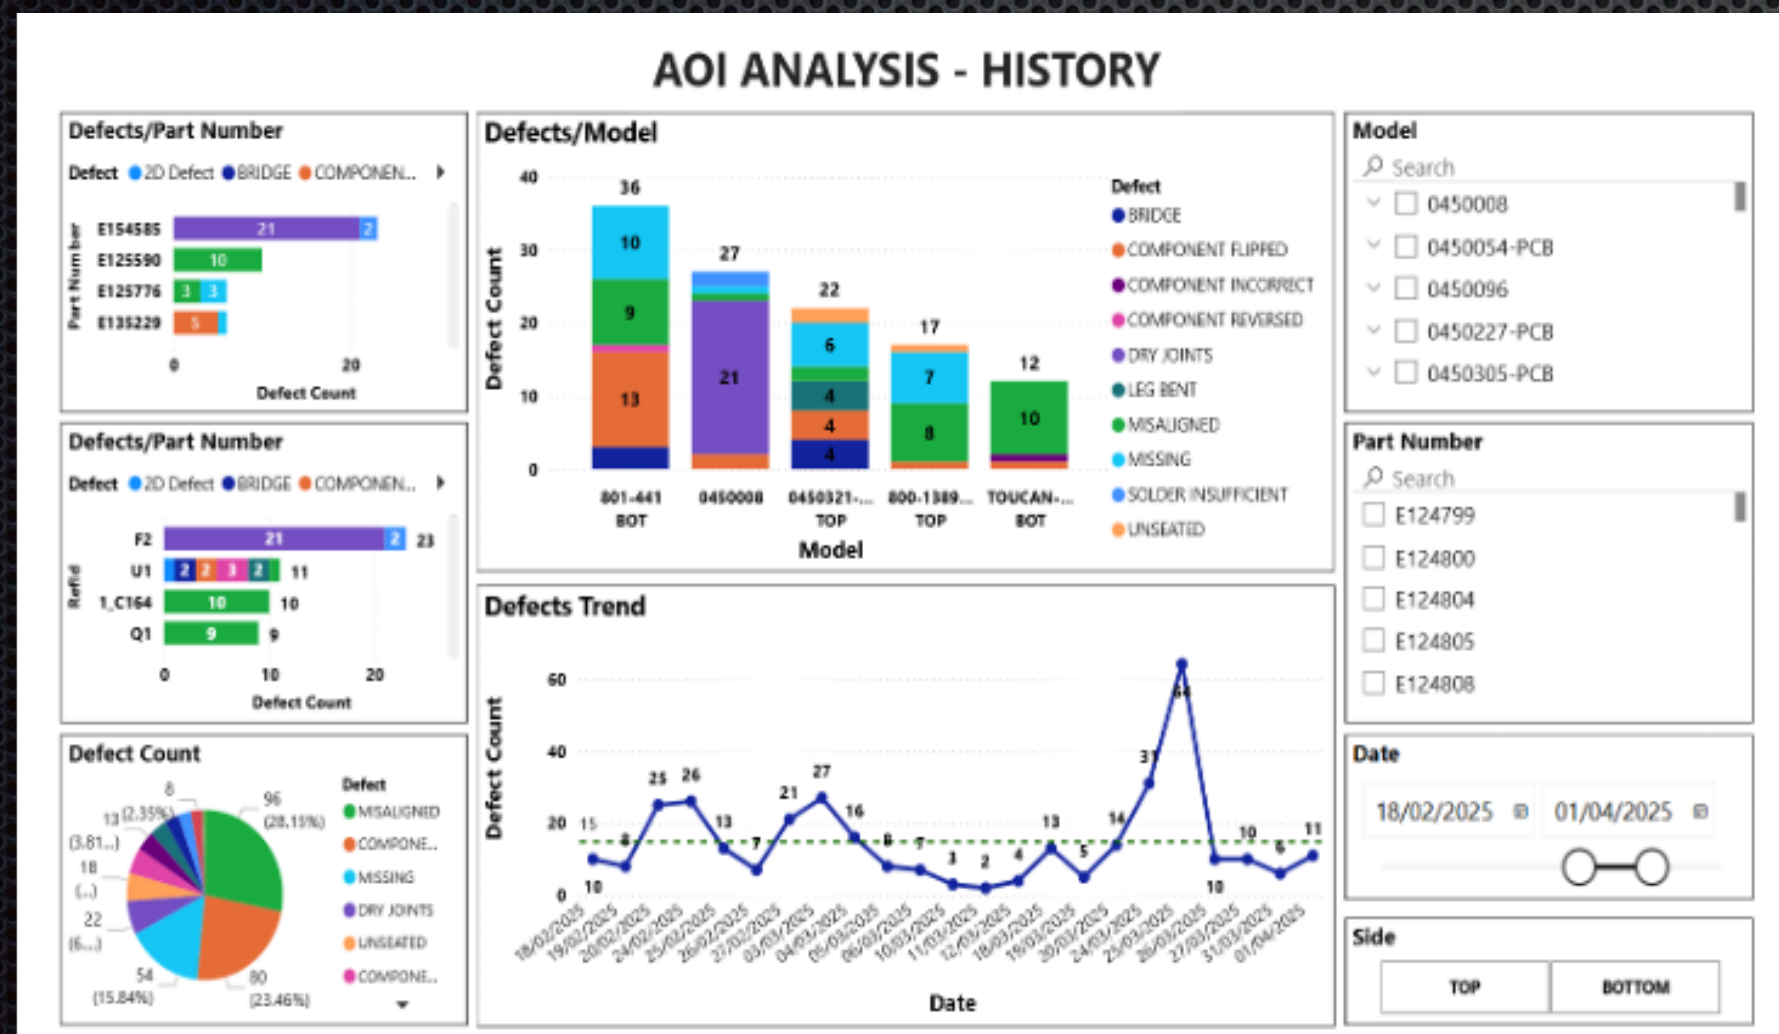 AOI ANALYSIS - HISTORY
Defects/Part Number
Defect 2D Defect BRIDGE COMPONEN...
Part Number
E154585 21 2
E125590 10
E125776 3 3
E135229 5
0 20
Defect Count
Defects/Part Number
Defect 2D Defect BRIDGE COMPONEN...
RefId
F2 21 2 23
U1 2 2 3 2 11
1_C164 10 10
Q1 9 9
0 10 20
Defect Count
Defect Count
8
(2.35%)
13
(3.81...)
18
(...)
22
(6...)
54
(15.84%)
80
(23.46%)
96
(28.15%)
Defect
MISALIGNED
COMPONE...
MISSING
DRY JOINTS
UNSEATED
COMPONE...
Defects/Model
Defect Count
40
30
20
10
0
36
10
9
13
27
21
22
6
4
4
4
17
7
8
12
10
801-441 0450008 0450321-... 800-1389... TOUCAN-...
BOT TOP TOP BOT
Model
Defect
BRIDGE
COMPONENT FLIPPED
COMPONENT INCORRECT
COMPONENT REVERSED
DRY JOINTS
LEG BENT
MISALIGNED
MISSING
SOLDER INSUFFICIENT
UNSEATED
Defects Trend
Defect Count
60
40
20
0
15
10 8 25 26 13 7 21 27 16 8 7 3 2 4 13 5 14 31 64 10 10 6 11
18/02/2025
19/02/2025
20/02/2025
24/02/2025
25/02/2025
26/02/2025
27/02/2025
03/03/2025
04/03/2025
05/03/2025
06/03/2025
10/03/2025
11/03/2025
12/03/2025
18/03/2025
19/03/2025
20/03/2025
24/03/2025
25/03/2025
26/03/2025
27/03/2025
31/03/2025
01/04/2025
Date
Model
Search
0450008
0450054-PCB
0450096
0450227-PCB
0450305-PCB
Part Number
Search
E124799
E124800
E124804
E124805
E124808
Date
18/02/2025 01/04/2025
Side
TOP BOTTOM